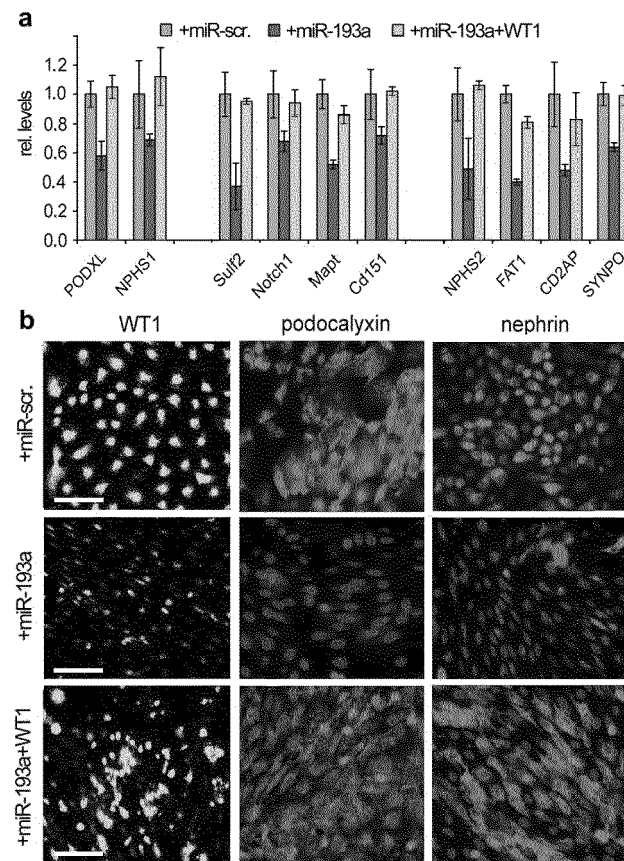 a
+miR-scr. +miR-193a +miR-193a+WT1
rel. levels
1.2
1.0
0.8
0.6
0.4
0.2
0.0
PODXL NPHS1 Sulf2 Notch1 Mapt Cd151 NPHS2 FAT1 CD2AP SYNPO
b
WT1 podocalyxin nephrin
+miR-scr.
+miR-193a
+miR-193a+WT1